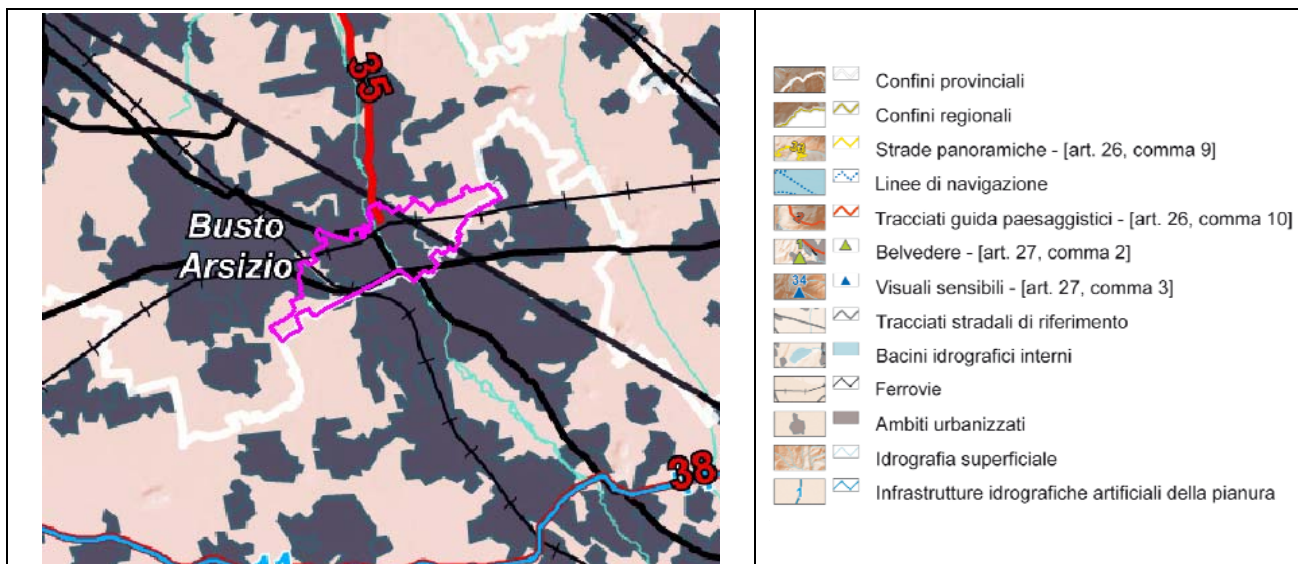 35
Busto
Arsizio
38
11
Confini provinciali
Confini regionali
Strade panoramiche - [art. 26, comma 9]
Linee di navigazione
Tracciati guida paesaggistici - [art. 26, comma 10]
Belvedere - [art. 27, comma 2]
34
Visuali sensibili - [art. 27, comma 3]
Tracciati stradali di riferimento
Bacini idrografici interni
Ferrovie
Ambiti urbanizzati
Idrografia superficiale
Infrastrutture idrografiche artificiali della pianura